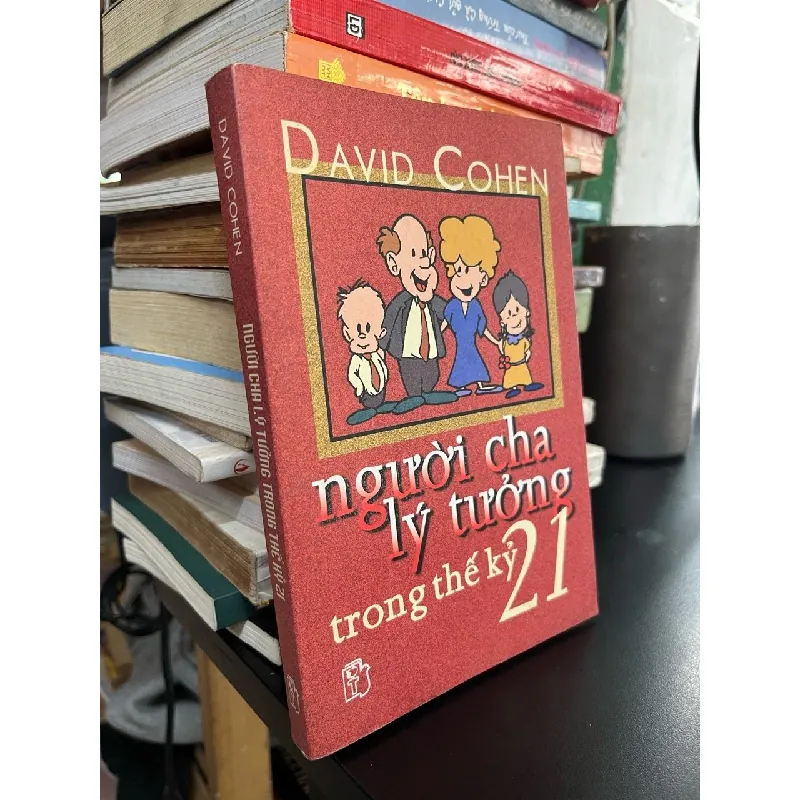 DAVID COHEN
người cha
lý tưởng
trong thế kỷ
21
DAVID COHEN
NGƯỜI CHA LÝ TƯỞNG TRONG THẾ KỶ 21